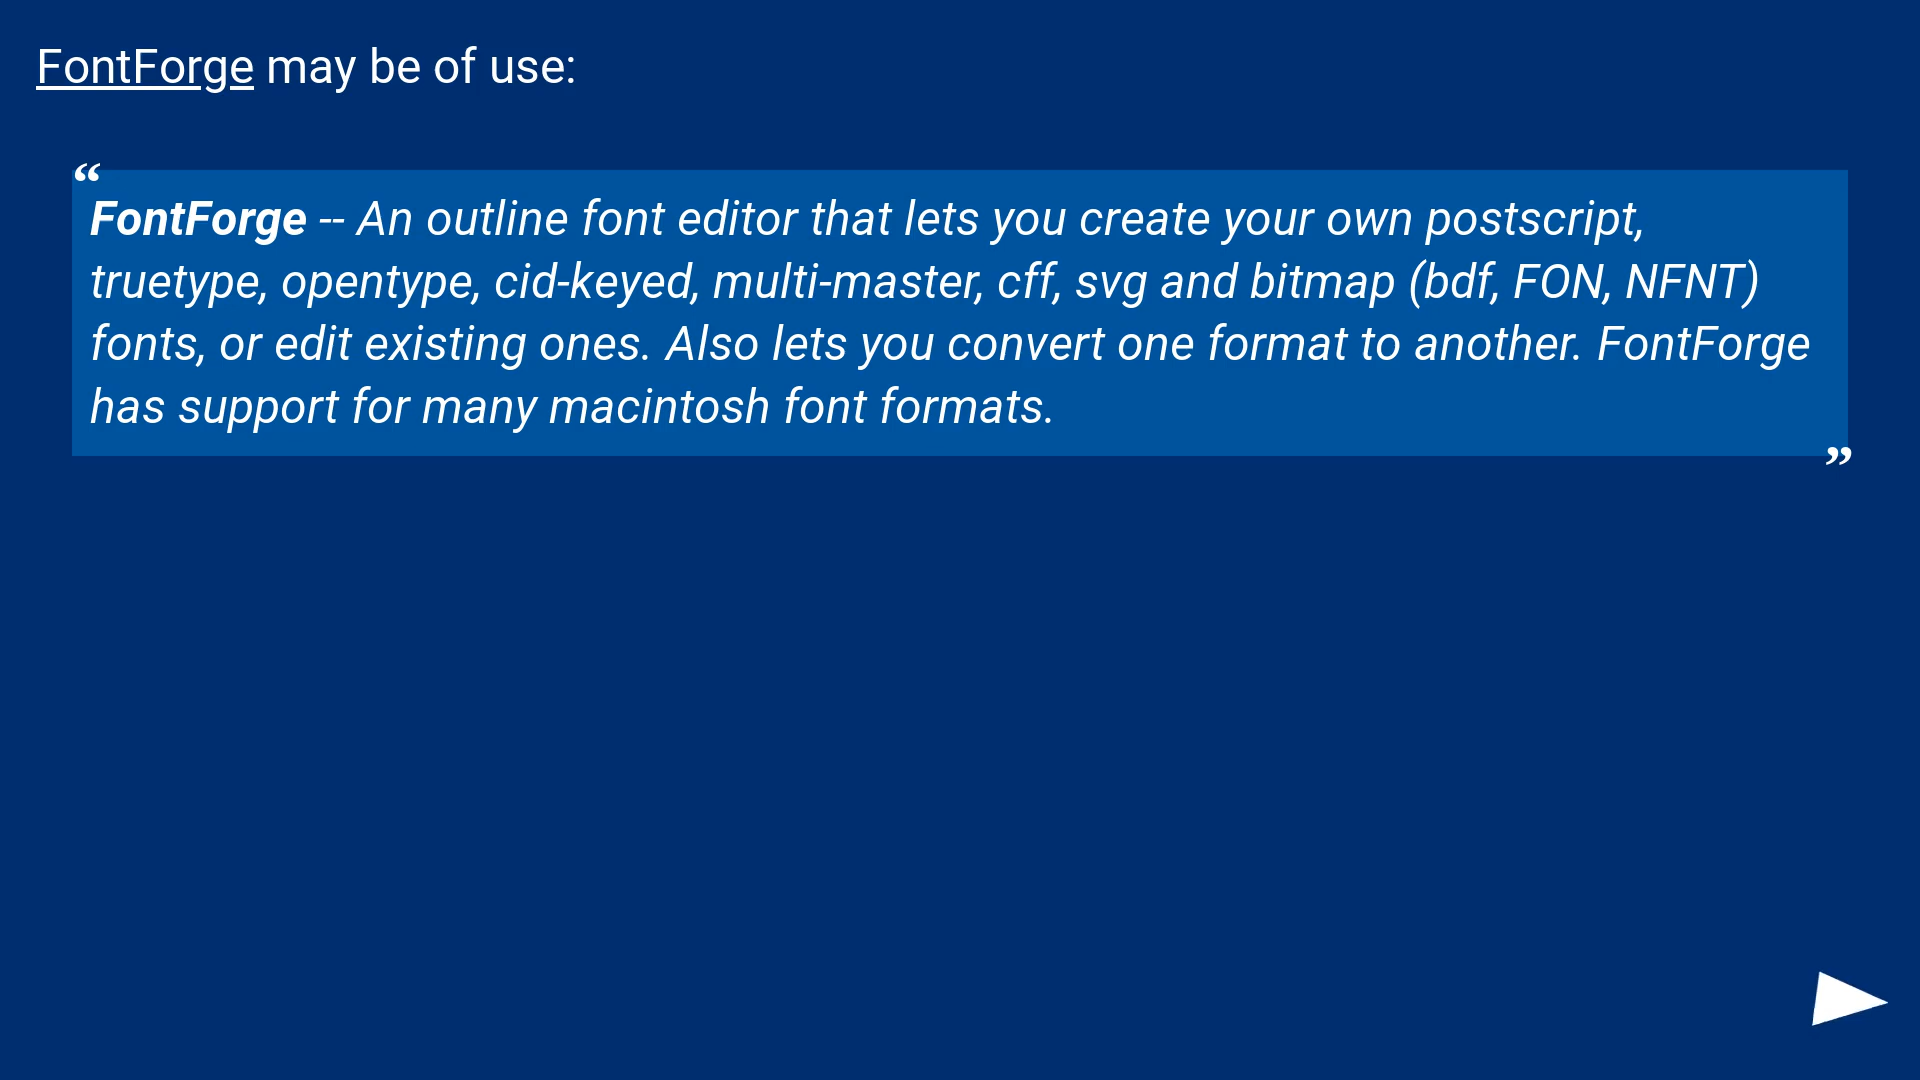 FontForge may be of use:
“
FontForge -- An outline font editor that lets you create your own postscript,
truetype, opentype, cid-keyed, multi-master, cff, svg and bitmap (bdf, FON, NFNT)
fonts, or edit existing ones. Also lets you convert one format to another. FontForge
has support for many macintosh font formats.
”